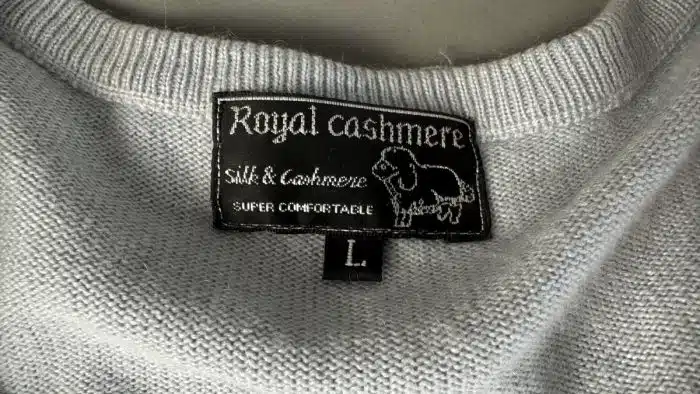 Royal cashmere
Silk & Cashmere
SUPER COMFORTABLE
L